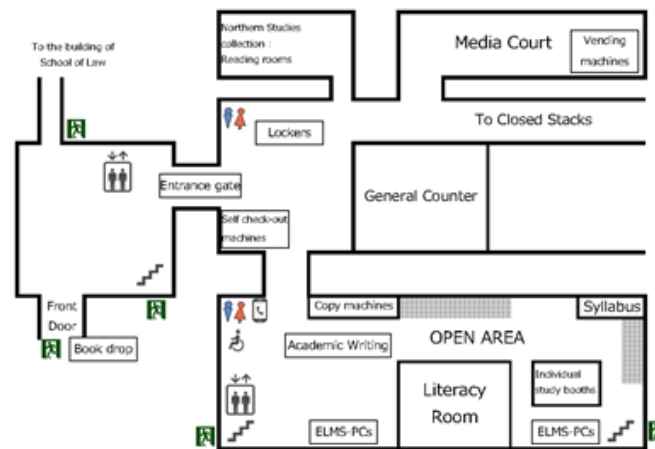 Northern Studies
collection :
Reading rooms
Media Court
Vending
machines
To the building of
School of Law
Lockers
To Closed Stacks
Entrance gate
General Counter
Self check-out
machines
Front
Door
Book drop
Copy machines
Syllabus
Academic Writing
OPEN AREA
Literacy
Room
Individual
study booths
ELMS-PCs
ELMS-PCs